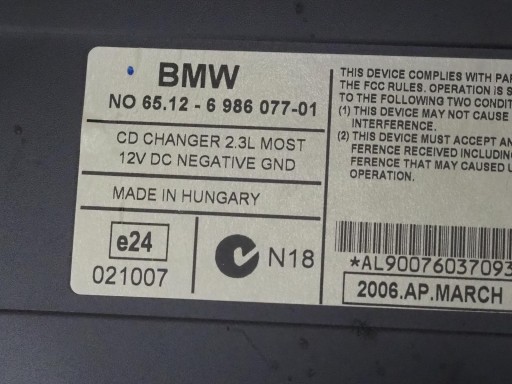 BMW
NO 65.12 - 6 986 077-01
CD CHANGER 2.3L MOST
12V DC NEGATIVE GND
MADE IN HUNGARY
e24
021007
N18
THIS DEVICE COMPLIES WITH
THE FCC RULES. OPERATION IS
TO THE FOLLOWING TWO
(1) THIS DEVICE MAY NOT CAUSE
INTERFERENCE.
(2) THIS DEVICE MUST ACCEPT
FERENCE RECEIVED INCLUDING
FERENCE THAT MAY CAUSED
OPERATION.
*AL90076037093
2006.AP.MARCH